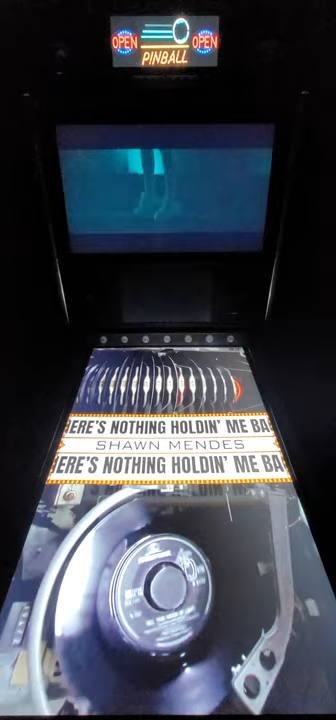 OPEN
OPEN
PINBALL
ERE'S NOTHING HOLDIN' ME BA
SHAWN MENDES
ERE'S NOTHING HOLDIN' ME BA